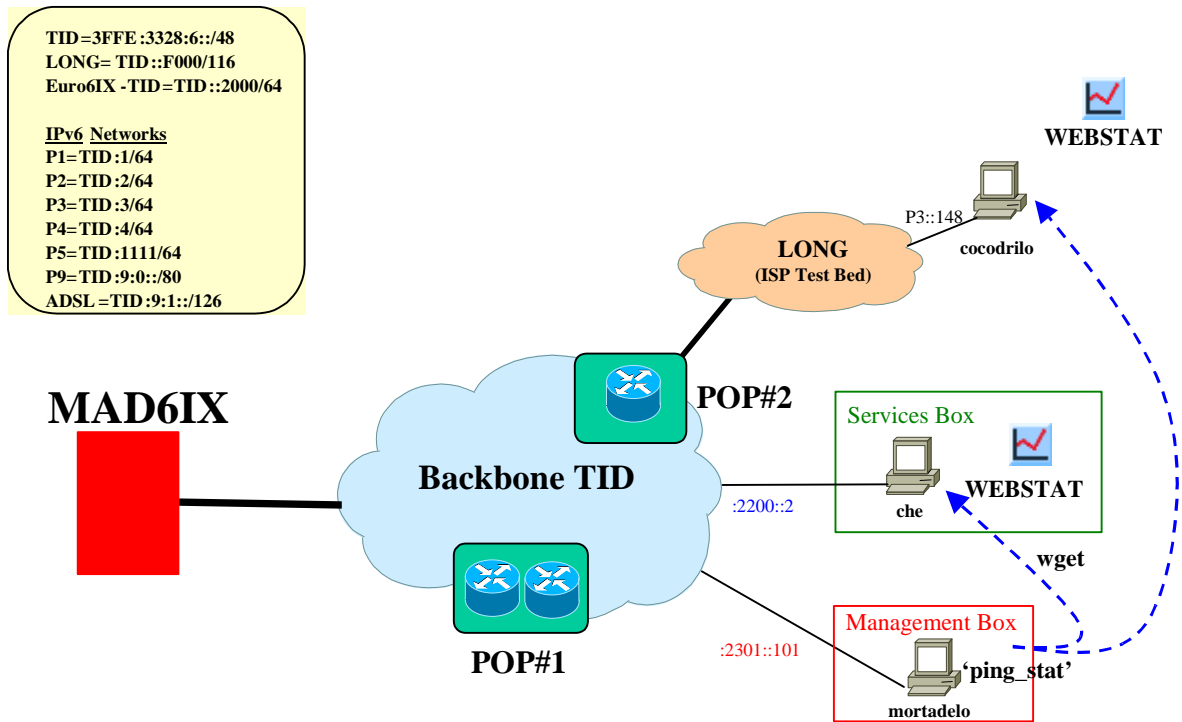 TID=3FFE:3328:6::/48
LONG= TID::F000/116
Euro6IX -TID=TID::2000/64
IPv6 Networks
P1=TID:1/64
P2=TID:2/64
P3=TID:3/64
P4=TID:4/64
P5=TID:1111/64
P9=TID:9:0::/80
ADSL =TID:9:1::/126
WEBSTAT
P3::148
cocodrilo
LONG
(ISP Test Bed)
MAD6IX
POP#2
Services Box
Backbone TID
WEBSTAT
:2200::2
che
wget
Management Box
:2301::101
'ping_stat'
POP#1
mortadelo